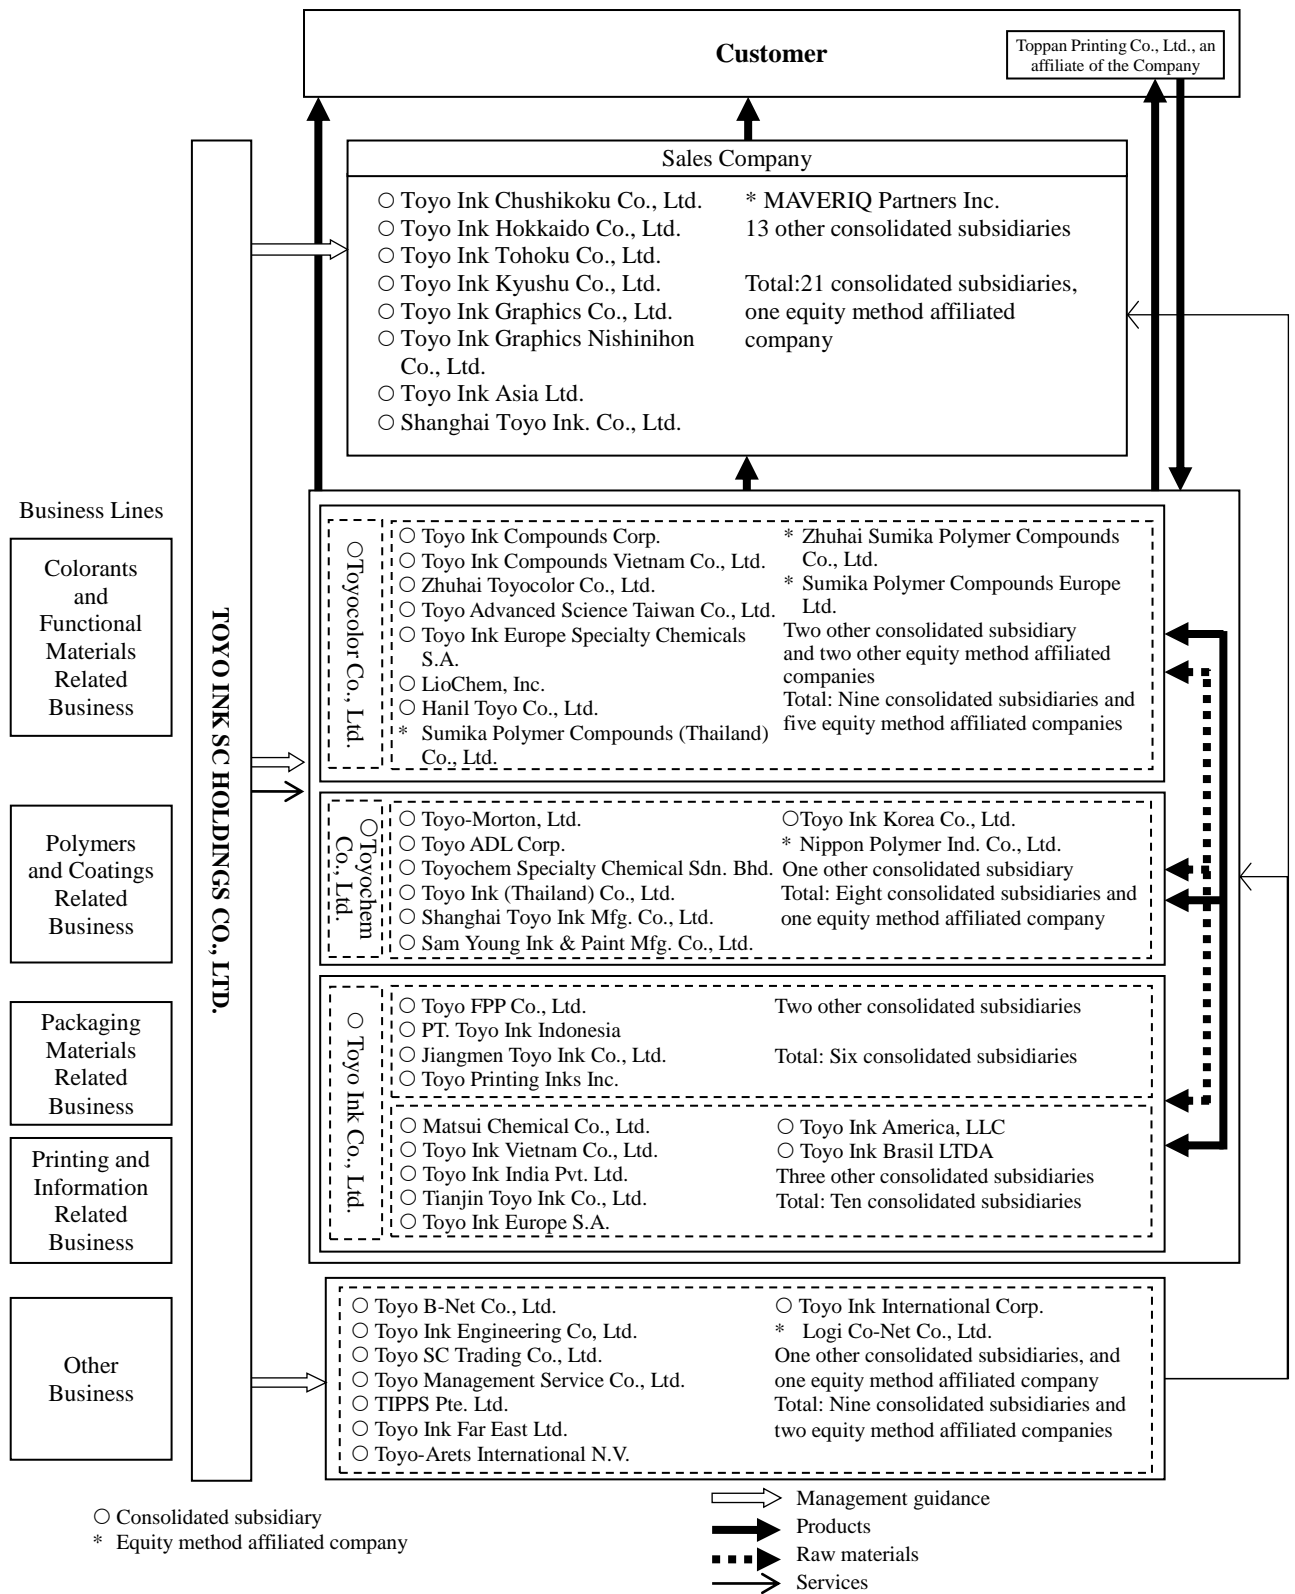 Customer
Toppan Printing Co., Ltd., an
affiliate of the Company
Sales Company
○ Toyo Ink Chushikoku Co., Ltd.
○ Toyo Ink Hokkaido Co., Ltd.
○ Toyo Ink Tohoku Co., Ltd.
○ Toyo Ink Kyushu Co., Ltd.
○ Toyo Ink Graphics Co., Ltd.
○ Toyo Ink Graphics Nishinihon
Co., Ltd.
○ Toyo Ink Asia Ltd.
○ Shanghai Toyo Ink. Co., Ltd.
* MAVERIQ Partners Inc.
13 other consolidated subsidiaries
Total:21 consolidated subsidiaries,
one equity method affiliated
company
TOYO INK SC HOLDINGS CO., LTD.
Business Lines
Colorants
and
Functional
Materials
Related
Business
○Toyocolor Co., Ltd.
○ Toyo Ink Compounds Corp.
○ Toyo Ink Compounds Vietnam Co., Ltd.
○ Zhuhai Toyocolor Co., Ltd.
○ Toyo Advanced Science Taiwan Co., Ltd.
○ Toyo Ink Europe Specialty Chemicals
S.A.
○ LioChem, Inc.
○ Hanil Toyo Co., Ltd.
* Sumika Polymer Compounds (Thailand)
Co., Ltd.
* Zhuhai Sumika Polymer Compounds
Co., Ltd.
* Sumika Polymer Compounds Europe
Ltd.
Two other consolidated subsidiary
and two other equity method affiliated
companies
Total: Nine consolidated subsidiaries and
five equity method affiliated companies
Polymers
and Coatings
Related
Business
○Toyochem
Co., Ltd.
○ Toyo-Morton, Ltd.
○ Toyo ADL Corp.
○ Toyochem Specialty Chemical Sdn. Bhd.
○ Toyo Ink (Thailand) Co., Ltd.
○ Shanghai Toyo Ink Mfg. Co., Ltd.
○ Sam Young Ink & Paint Mfg. Co., Ltd.
○Toyo Ink Korea Co., Ltd.
* Nippon Polymer Ind. Co., Ltd.
One other consolidated subsidiary
Total: Eight consolidated subsidiaries and
one equity method affiliated company
Packaging
Materials
Related
Business
○ Toyo Ink Co., Ltd.
○ Toyo FPP Co., Ltd.
○ PT. Toyo Ink Indonesia
○ Jiangmen Toyo Ink Co., Ltd.
○ Toyo Printing Inks Inc.
Two other consolidated subsidiaries
Total: Six consolidated subsidiaries
Printing and
Information
Related
Business
○ Matsui Chemical Co., Ltd.
○ Toyo Ink Vietnam Co., Ltd.
○ Toyo Ink India Pvt. Ltd.
○ Tianjin Toyo Ink Co., Ltd.
○ Toyo Ink Europe S.A.
○ Toyo Ink America, LLC
○ Toyo Ink Brasil LTDA
Three other consolidated subsidiaries
Total: Ten consolidated subsidiaries
Other
Business
○ Toyo B-Net Co., Ltd.
○ Toyo Ink Engineering Co, Ltd.
○ Toyo SC Trading Co., Ltd.
○ Toyo Management Service Co., Ltd.
○ TIPPS Pte. Ltd.
○ Toyo Ink Far East Ltd.
○ Toyo-Arets International N.V.
○ Toyo Ink International Corp.
* Logi Co-Net Co., Ltd.
One other consolidated subsidiaries, and
one equity method affiliated company
Total: Nine consolidated subsidiaries and
two equity method affiliated companies
○ Consolidated subsidiary
* Equity method affiliated company
Management guidance
Products
Raw materials
Services